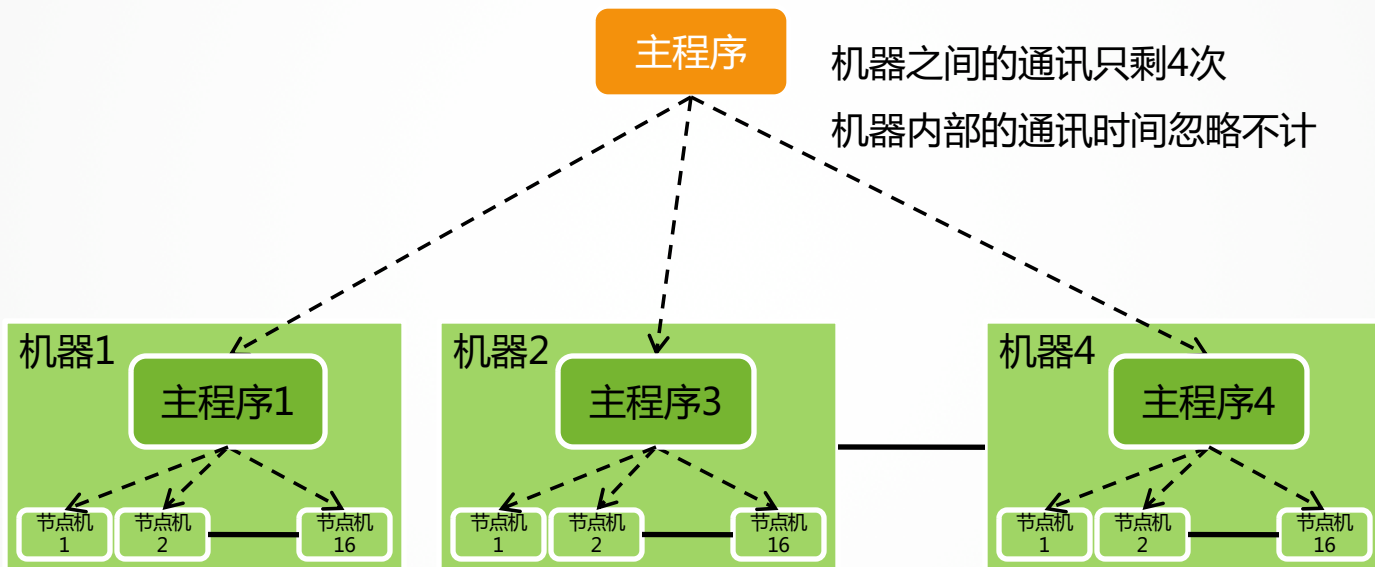 主程序
机器之间的通讯只剩4次
机器内部的通讯时间忽略不计
机器1
主程序1
节点机
1
节点机
2
节点机
16
机器2
主程序3
节点机
1
节点机
2
节点机
16
机器4
主程序4
节点机
1
节点机
2
节点机
16